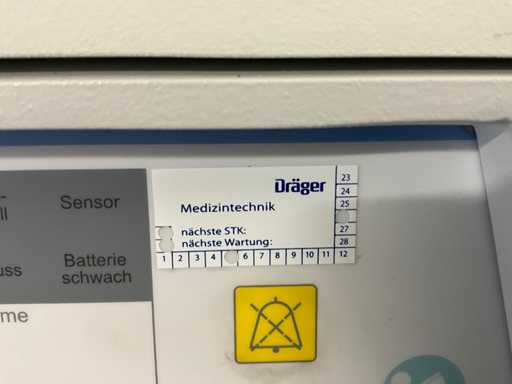 Sensor
Batterie
schwach
Dräger
Medizintechnik
nächste STK:
nächste Wartung:
23
24
25
27
28
1 2 3 4 6 7 8 9 10 11 12